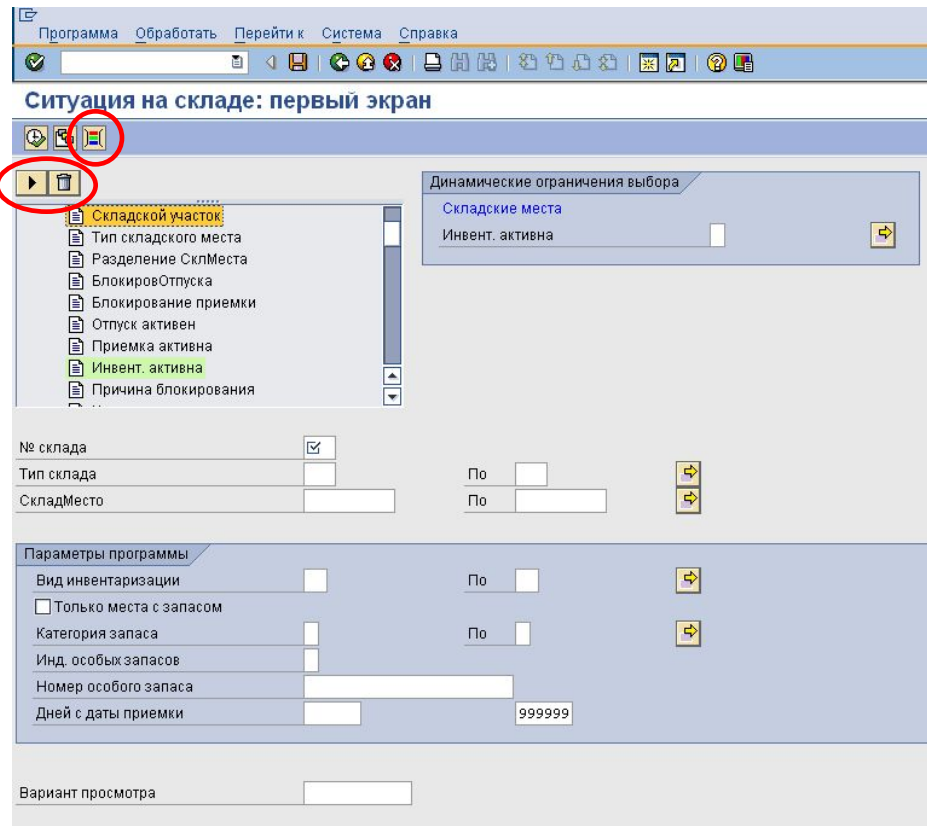 Программа Обработать Перейти к Система Справка
Ситуация на складе: первый экран
Динамические ограничения выбора
Складские места
Инвент. активна
Складской участок
Тип складского места
Разделение СклМеста
БлокировОтпуска
Блокирование приемки
Отпуск активен
Приемка активна
Инвент. активна
Причина блокирования
№ склада
Тип склада По
СкладМесто По
Параметры программы
Вид инвентаризации По
Только места с запасом
Категория запаса По
Инд. особых запасов
Номер особого запаса
Дней с даты приемки 999999
Вариант просмотра